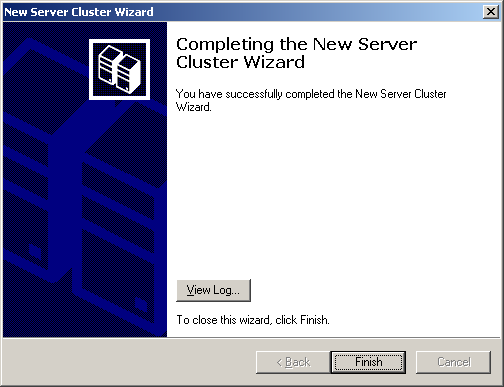 New Server Cluster Wizard
Completing the New Server
Cluster Wizard
You have successfully completed the New Server Cluster
Wizard.
View Log...
To close this wizard, click Finish.
< Back
Finish
Cancel